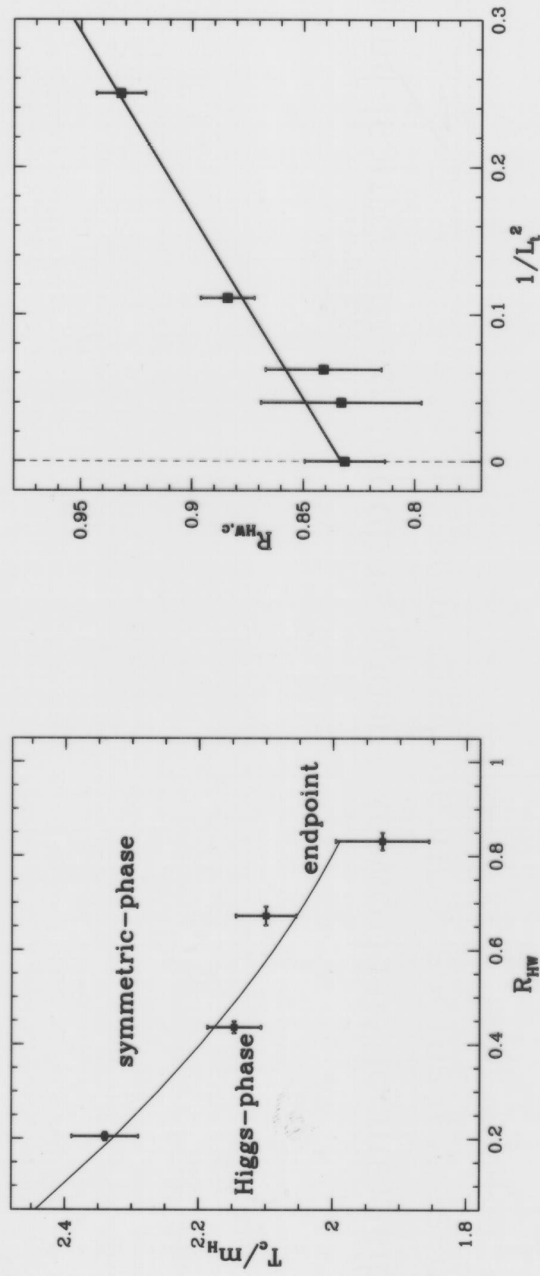 2.4
2.2
2
1.8
T_c/m_H
symmetric-phase
Higgs-phase
endpoint
0.2
0.4
0.6
0.8
1
R_HW
0.95
0.9
0.85
0.8
R_HW,c
0
0.1
0.2
0.3
1/L_t^2